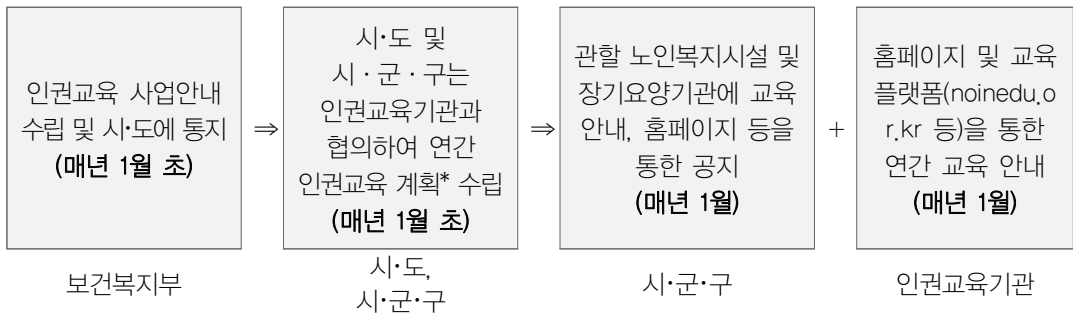 인권교육 사업안내
수립 및 시·도에 통지
(매년 1월 초)
⇒
시·도 및
시·군·구는
인권교육기관과
협의하여 연간
인권교육 계획* 수립
(매년 1월 초)
⇒
관할 노인복지시설 및
장기요양기관에 교육
안내, 홈페이지 등을
통한 공지
(매년 1월)
+
홈페이지 및 교육
플랫폼(noinedu.o
r.kr 등)을 통한
연간 교육 안내
(매년 1월)
보건복지부
시·도,
시·군·구
시·군·구
인권교육기관